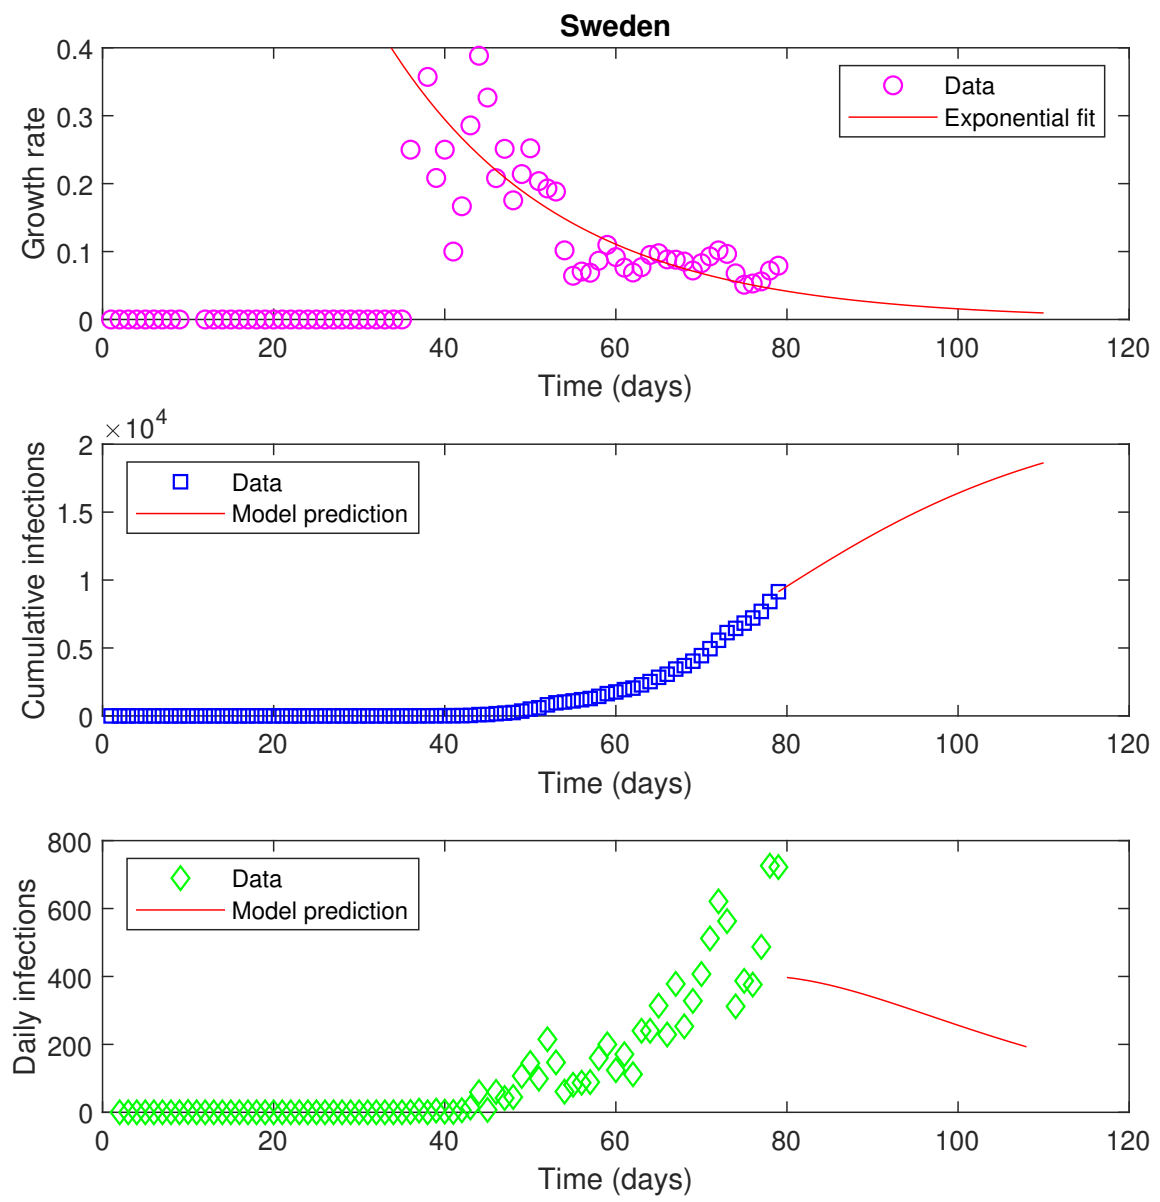 Sweden
0.4
0.3
0.2
0.1
0
Growth rate
Data
Exponential fit
0 20 40 60 80 100 120
Time (days)
×10^4
2
1.5
1
0.5
0
Cumulative infections
Data
Model prediction
0 20 40 60 80 100 120
Time (days)
800
600
400
200
0
Daily infections
Data
Model prediction
0 20 40 60 80 100 120
Time (days)